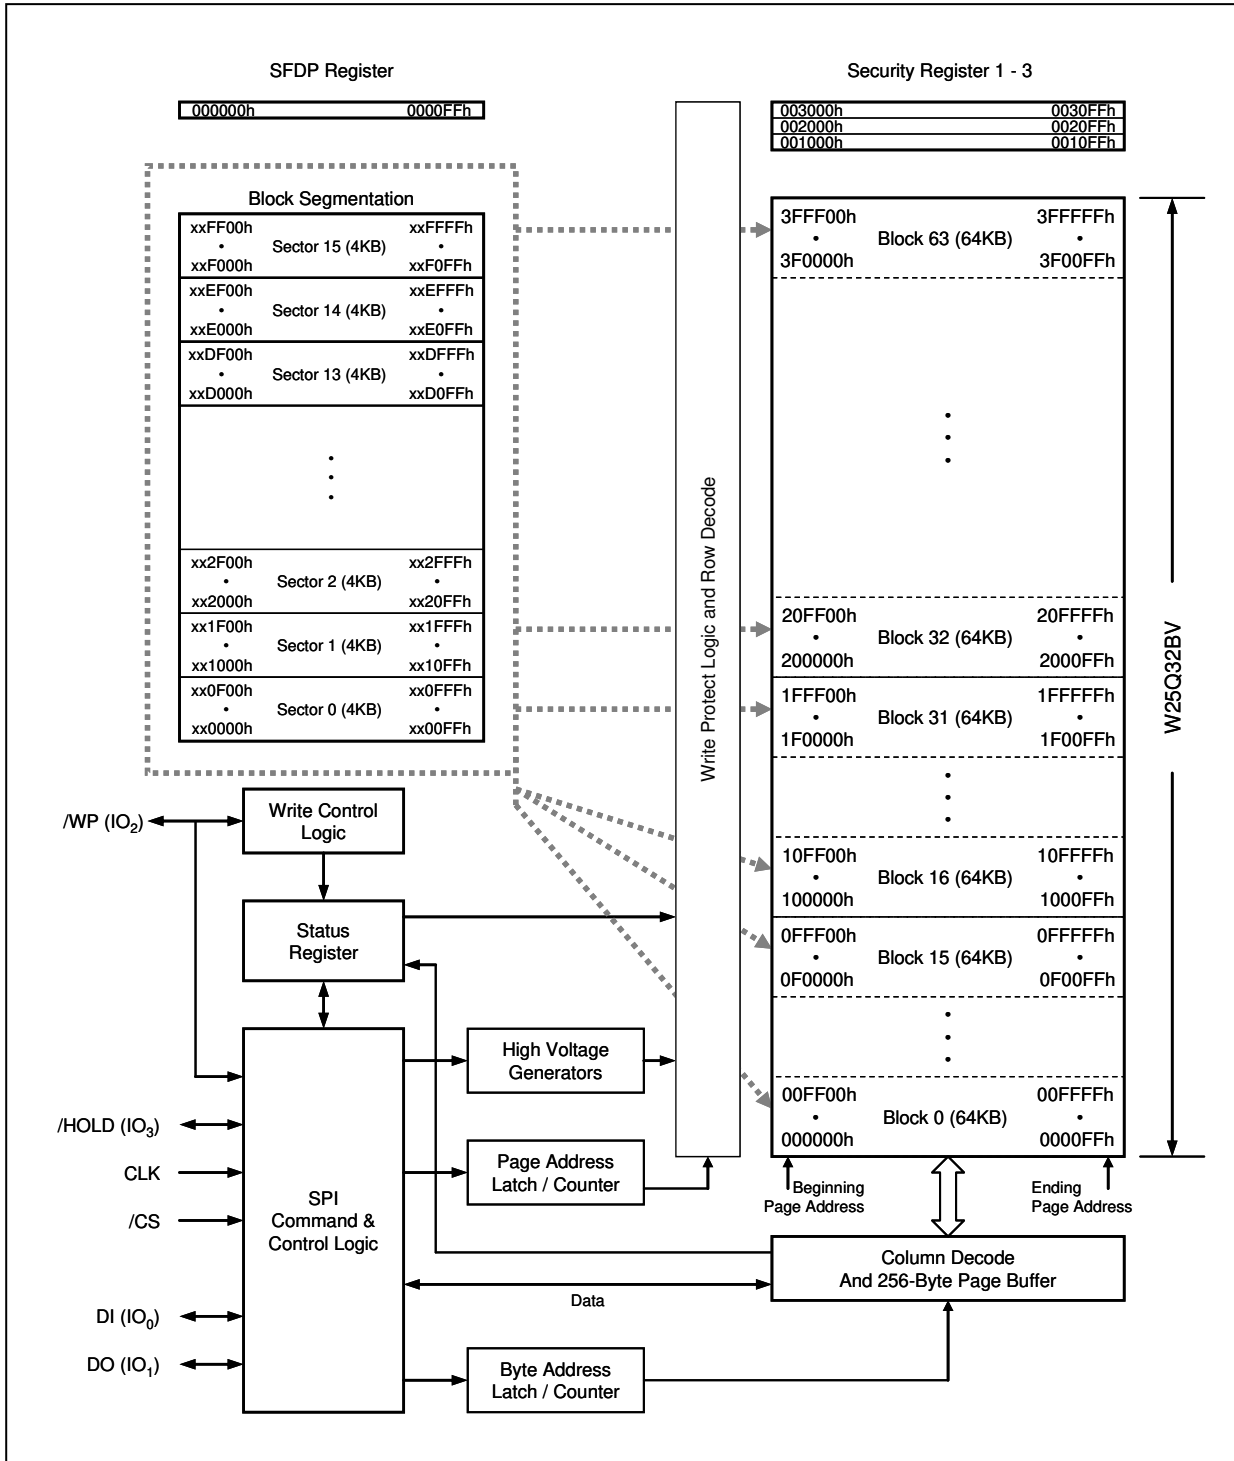 SFDP Register
000000h 0000FFh
Security Register 1 - 3
003000h 0030FFh
002000h 0020FFh
001000h 0010FFh
Block Segmentation
xxFF00h xxFFFFh
Sector 15 (4KB)
xxF000h xxF0FFh
xxEF00h xxEFFFh
Sector 14 (4KB)
xxE000h xxE0FFh
xxDF00h xxDFFFh
Sector 13 (4KB)
xxD000h xxD0FFh
xx2F00h xx2FFFh
Sector 2 (4KB)
xx2000h xx20FFh
xx1F00h xx1FFFh
Sector 1 (4KB)
xx1000h xx10FFh
xx0F00h xx0FFFh
Sector 0 (4KB)
xx0000h xx00FFh
Write Protect Logic and Row Decode
3FFF00h 3FFFFFh
Block 63 (64KB)
3F0000h 3F00FFh
20FF00h 20FFFFh
Block 32 (64KB)
200000h 2000FFh
1FFF00h 1FFFFFh
Block 31 (64KB)
1F0000h 1F00FFh
10FF00h 10FFFFh
Block 16 (64KB)
100000h 1000FFh
0FFF00h 0FFFFFh
Block 15 (64KB)
0F0000h 0F00FFh
00FF00h 00FFFFh
Block 0 (64KB)
000000h 0000FFh
W25Q32BV
Beginning
Page Address
Ending
Page Address
/WP (IO2)
Write Control
Logic
Status
Register
High Voltage
Generators
/HOLD (IO3)
CLK
/CS
DI (IO0)
DO (IO1)
SPI
Command &
Control Logic
Page Address
Latch / Counter
Column Decode
And 256-Byte Page Buffer
Data
Byte Address
Latch / Counter